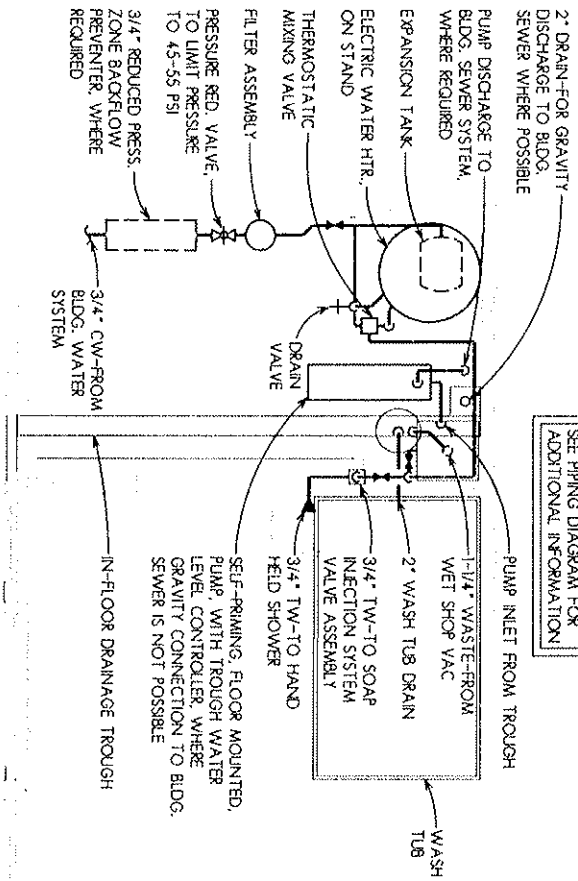 SEE PIPING DIAGRAM FOR
ADDITIONAL INFORMATION
2" DRAIN-FOR GRAVITY
DISCHARGE TO BLDG.
SEWER WHERE POSSIBLE
PUMP DISCHARGE TO
BLDG. SEWER SYSTEM,
WHERE REQUIRED
EXPANSION TANK
ELECTRIC WATER HTR.,
ON STAND
THERMOSTATIC
MIXING VALVE
FILTER ASSEMBLY
PRESSURE RED. VALVE,
TO LIMIT PRESSURE
TO 45-55 PSI
3/4" REDUCED PRESS.
ZONE BACKFLOW
PREVENTER, WHERE
REQUIRED
3/4" CW-FROM
BLDG. WATER
SYSTEM
DRAIN
VALVE
PUMP INLET FROM TROUGH
1-1/4" WASTE-FROM
WET SHOP VAC
2" WASH TUB DRAIN
3/4" TW-TO SOAP
INJECTION SYSTEM
VALVE ASSEMBLY
3/4" TW-TO HAND
HELD SHOWER
SELF-PRIMING, FLOOR MOUNTED,
PUMP, WITH TROUGH WATER
LEVEL CONTROLLER, WHERE
GRAVITY CONNECTION TO BLDG.
SEWER IS NOT POSSIBLE
IN-FLOOR DRAINAGE TROUGH
WASH
TUB